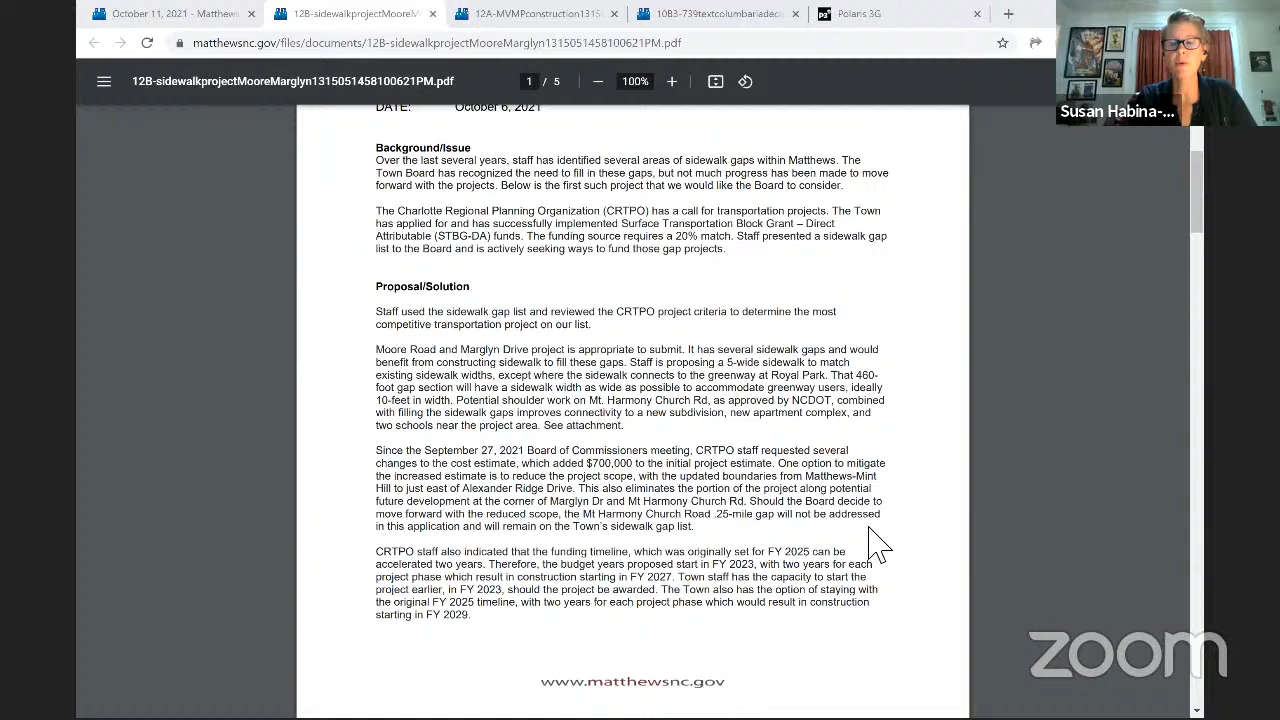 October 11, 2021 - Matthews
12B-sidewalkprojectMooreM
12A-MVMPconstruction1315
10B3-739textcolumbariadeci
Polaris 3G
matthewsnc.gov/files/documents/12B-sidewalkprojectMooreMarglyn1315051458100621PM.pdf
12B-sidewalkprojectMooreMarglyn1315051458100621PM.pdf
1 / 5
100%
Susan Habina-...
DATE: October 6, 2021
Background/Issue
Over the last several years, staff has identified several areas of sidewalk gaps within Matthews. The
Town Board has recognized the need to fill in these gaps, but not much progress has been made to move
forward with the projects. Below is the first such project that we would like the Board to consider.
The Charlotte Regional Planning Organization (CRTPO) has a call for transportation projects. The Town
has applied for and has successfully implemented Surface Transportation Block Grant – Direct
Attributable (STBG-DA) funds. The funding source requires a 20% match. Staff presented a sidewalk gap
list to the Board and is actively seeking ways to fund those gap projects.
Proposal/Solution
Staff used the sidewalk gap list and reviewed the CRTPO project criteria to determine the most
competitive transportation project on our list.
Moore Road and Marglyn Drive project is appropriate to submit. It has several sidewalk gaps and would
benefit from constructing sidewalk to fill these gaps. Staff is proposing a 5-wide sidewalk to match
existing sidewalk widths, except where the sidewalk connects to the greenway at Royal Park. That 460-
foot gap section will have a sidewalk width as wide as possible to accommodate greenway users, ideally
10-feet in width. Potential shoulder work on Mt. Harmony Church Rd, as approved by NCDOT, combined
with filling the sidewalk gaps improves connectivity to a new subdivision, new apartment complex, and
two schools near the project area. See attachment.
Since the September 27, 2021 Board of Commissioners meeting, CRTPO staff requested several
changes to the cost estimate, which added $700,000 to the initial project estimate. One option to mitigate
the increased estimate is to reduce the project scope, with the updated boundaries from Matthews-Mint
Hill to just east of Alexander Ridge Drive. This also eliminates the portion of the project along potential
future development at the corner of Marglyn Dr and Mt Harmony Church Rd. Should the Board decide to
move forward with the reduced scope, the Mt Harmony Church Road .25-mile gap will not be addressed
in this application and will remain on the Town's sidewalk gap list.
CRTPO staff also indicated that the funding timeline, which was originally set for FY 2025 can be
accelerated two years. Therefore, the budget years proposed start in FY 2023, with two years for each
project phase which result in construction starting in FY 2027. Town staff has the capacity to start the
project earlier, in FY 2023, should the project be awarded. The Town also has the option of staying with
the original FY 2025 timeline, with two years for each project phase which would result in construction
starting in FY 2029.
www.matthewsnc.gov
zoom